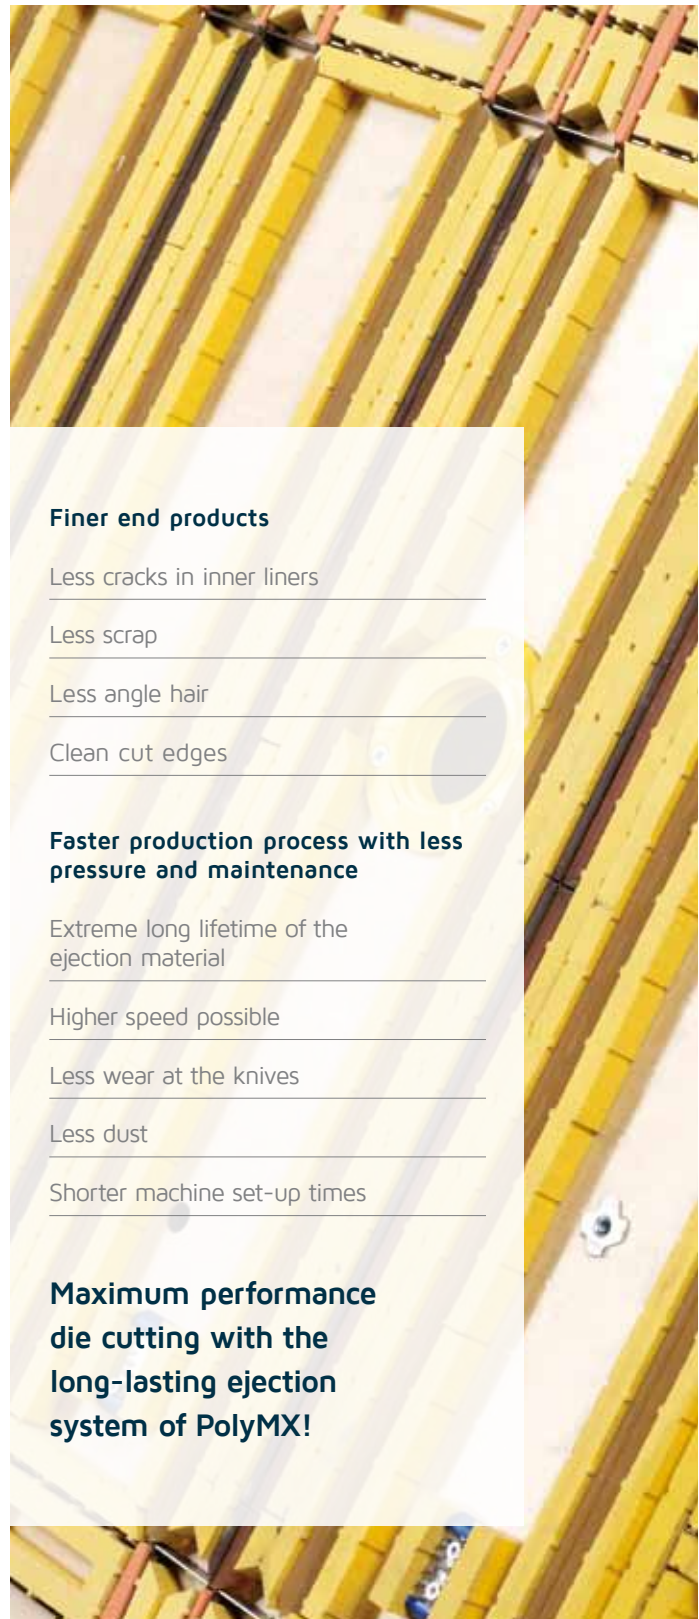 Finer end products
Less cracks in inner liners
Less scrap
Less angle hair
Clean cut edges
Faster production process with less
pressure and maintenance
Extreme long lifetime of the
ejection material
Higher speed possible
Less wear at the knives
Less dust
Shorter machine set-up times
Maximum performance
die cutting with the
long-lasting ejection
system of PolyMX!